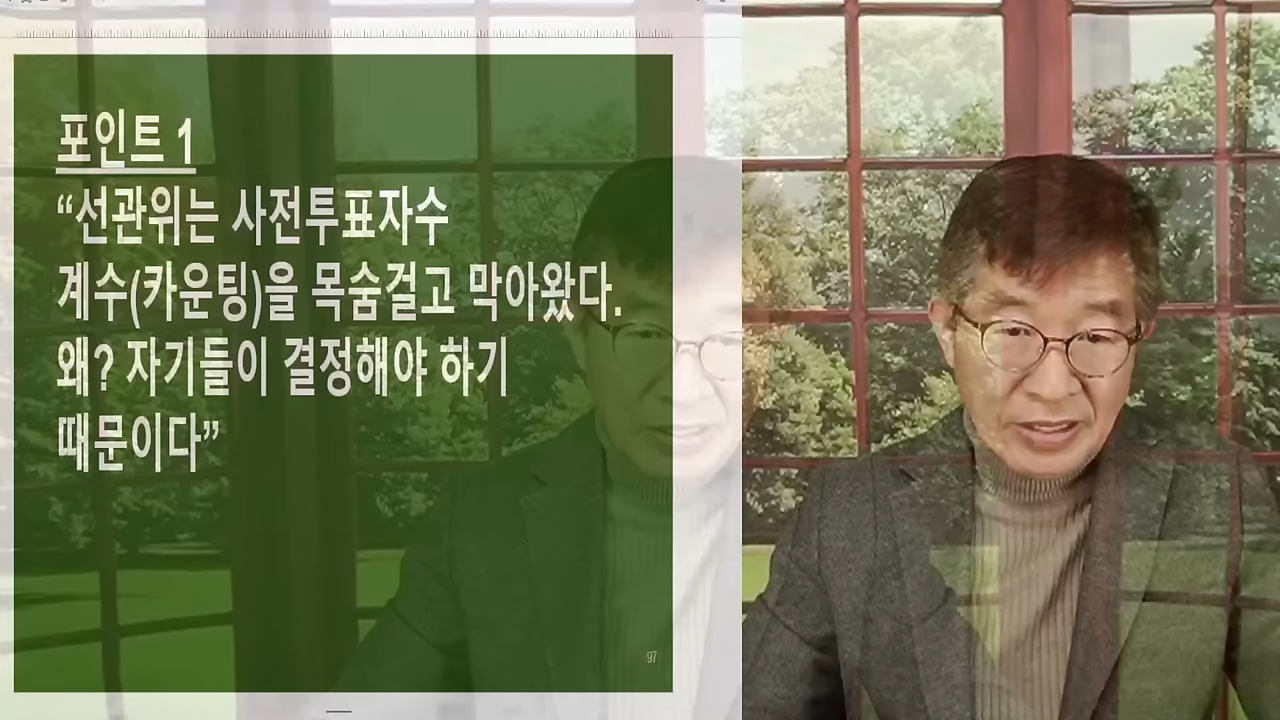 포인트 1
“선관위는 사전투표자수
계수(카운팅)을 목숨걸고 막아왔다.
왜? 자기들이 결정해야 하기
때문이다”
97